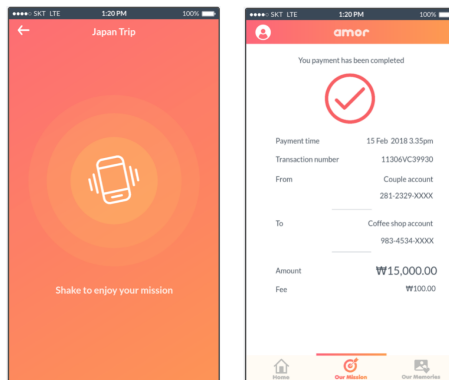 SKT LTE 1:20 PM 100%
Japan Trip
Shake to enjoy your mission
SKT LTE 1:20 PM 100%
amor
You payment has been completed
Payment time 15 Feb 2018 3.35pm
Transaction number 11306VC39930
From Couple account
281-2329-XXXX
To Coffee shop account
983-4534-XXXX
Amount ₩15,000.00
Fee ₩100.00
Home Our Mission Our Memories